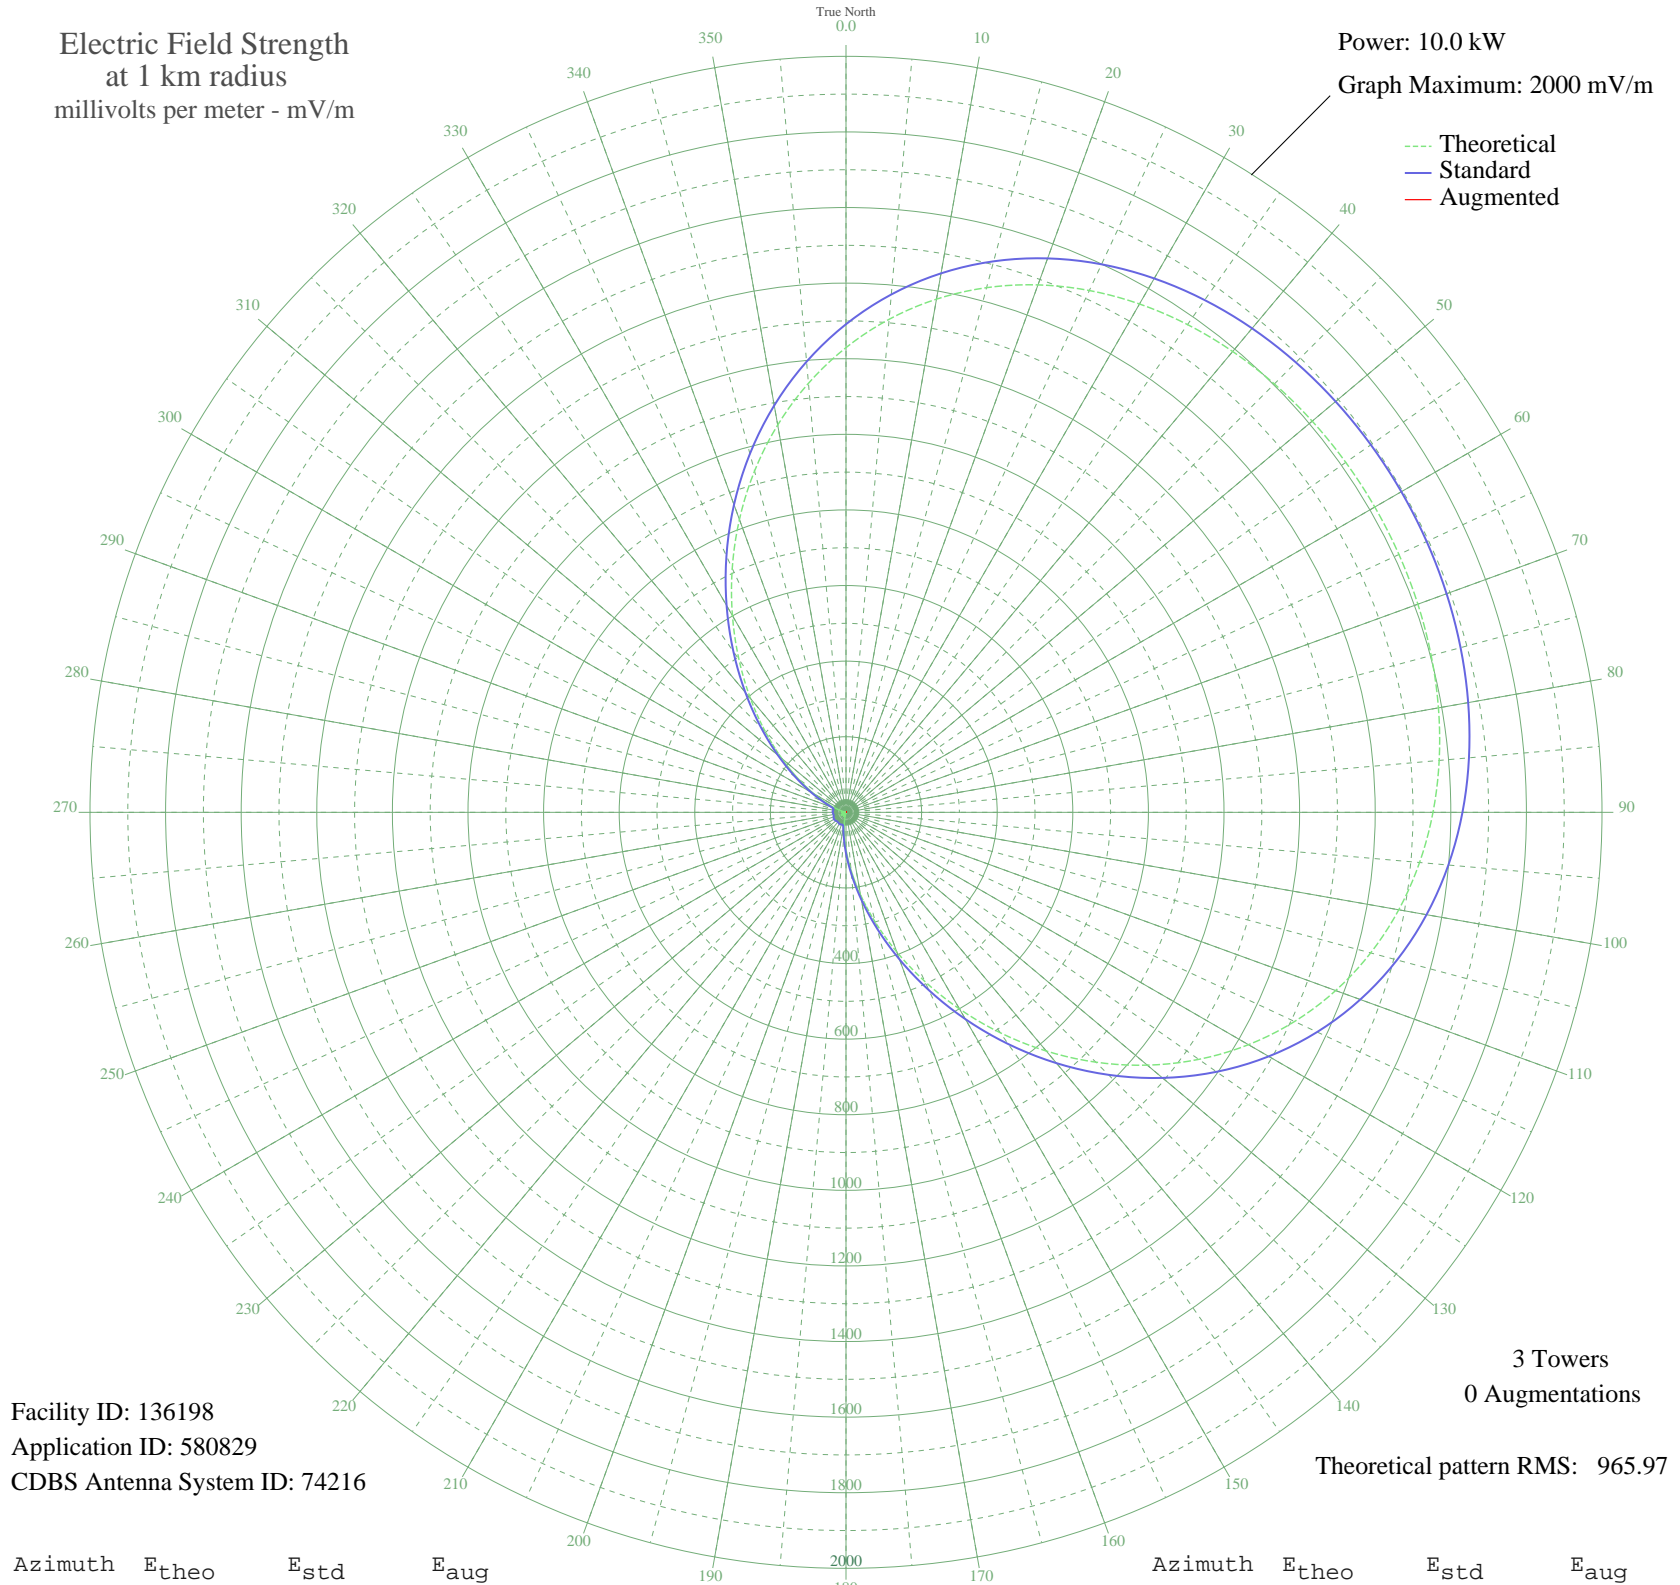 True North
Electric Field Strength
at 1 km radius
millivolts per meter - mV/m
Power: 10.0 kW
Graph Maximum: 2000 mV/m
Theoretical
Standard
Augmented
0.0
10
20
30
40
50
60
70
80
90
100
110
120
130
140
150
160
170
190
200
210
220
230
240
250
260
270
280
290
300
310
320
330
340
350
400
600
800
1000
1200
1400
1600
1800
2000
3 Towers
0 Augmentations
Facility ID: 136198
Application ID: 580829
CDBS Antenna System ID: 74216
Theoretical pattern RMS: 965.97
Azimuth Etheo Estd Eaug Azimuth Etheo Estd Eaug